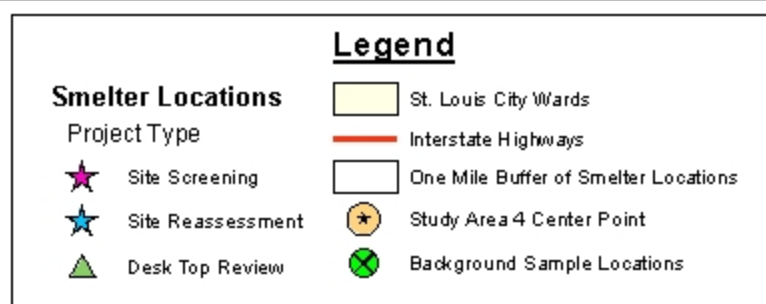 Legend
Smelter Locations
Project Type
Site Screening
Site Reassessment
Desk Top Review
St. Louis City Wards
Interstate Highways
One Mile Buffer of Smelter Locations
Study Area 4 Center Point
Background Sample Locations